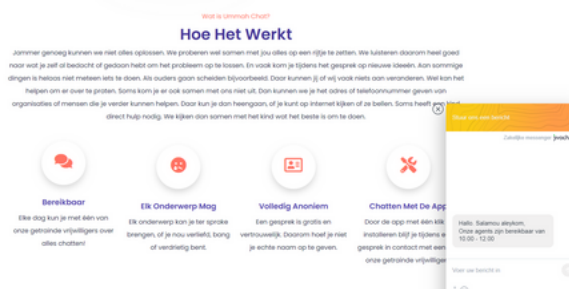 Wat is Ummah Chat?
Hoe Het Werkt
Jammer genoeg kunnen we niet alles oplossen. We proberen wel samen met jou alles op een rijtje te zetten. We luisteren daarom heel goed
naar wat je zelf al bedacht of gedaan hebt om het probleem op te lossen. En vaak kom je tijdens het gesprek op nieuwe ideeën. Aan sommige
dingen is helaas niet meteen iets te doen. Als ouders gaan scheiden bijvoorbeeld. Daar kunnen jij of wij vaak niets aan veranderen. Wel kan het
helpen om er over te praten. Soms kom je er ook samen met ons niet uit. Dan kunnen we je het adres of telefoonnummer geven van
organisaties of mensen die je verder kunnen helpen. Daar kun je dan heengaan, of je kunt op internet kijken of ze bellen. Soms heeft een kind
direct hulp nodig. We kijken dan samen met het kind wat het beste is om te doen.
Bereikbaar
Elke dag kun je met één van
onze getrainde vrijwilligers over
alles chatten!
Elk Onderwerp Mag
Elk onderwerp kan je ter sprake
brengen, of je nou verliefd, bang
of verdrietig bent.
Volledig Anoniem
Een gesprek is gratis en
vertrouwelijk. Daarom hoef je niet
je echte naam op te geven.
Chatten Met De App
Door de app met één klik
installeren blijf je tijdens e
gesprek in contact met een
onze getrainde vrijwilliger
Stuur ons een bericht
Zakelijke messenger jivoch
Hallo. Salamou aleykom,
Onze agents zijn bereikbaar van
10:00 - 12:00
Voer uw bericht in